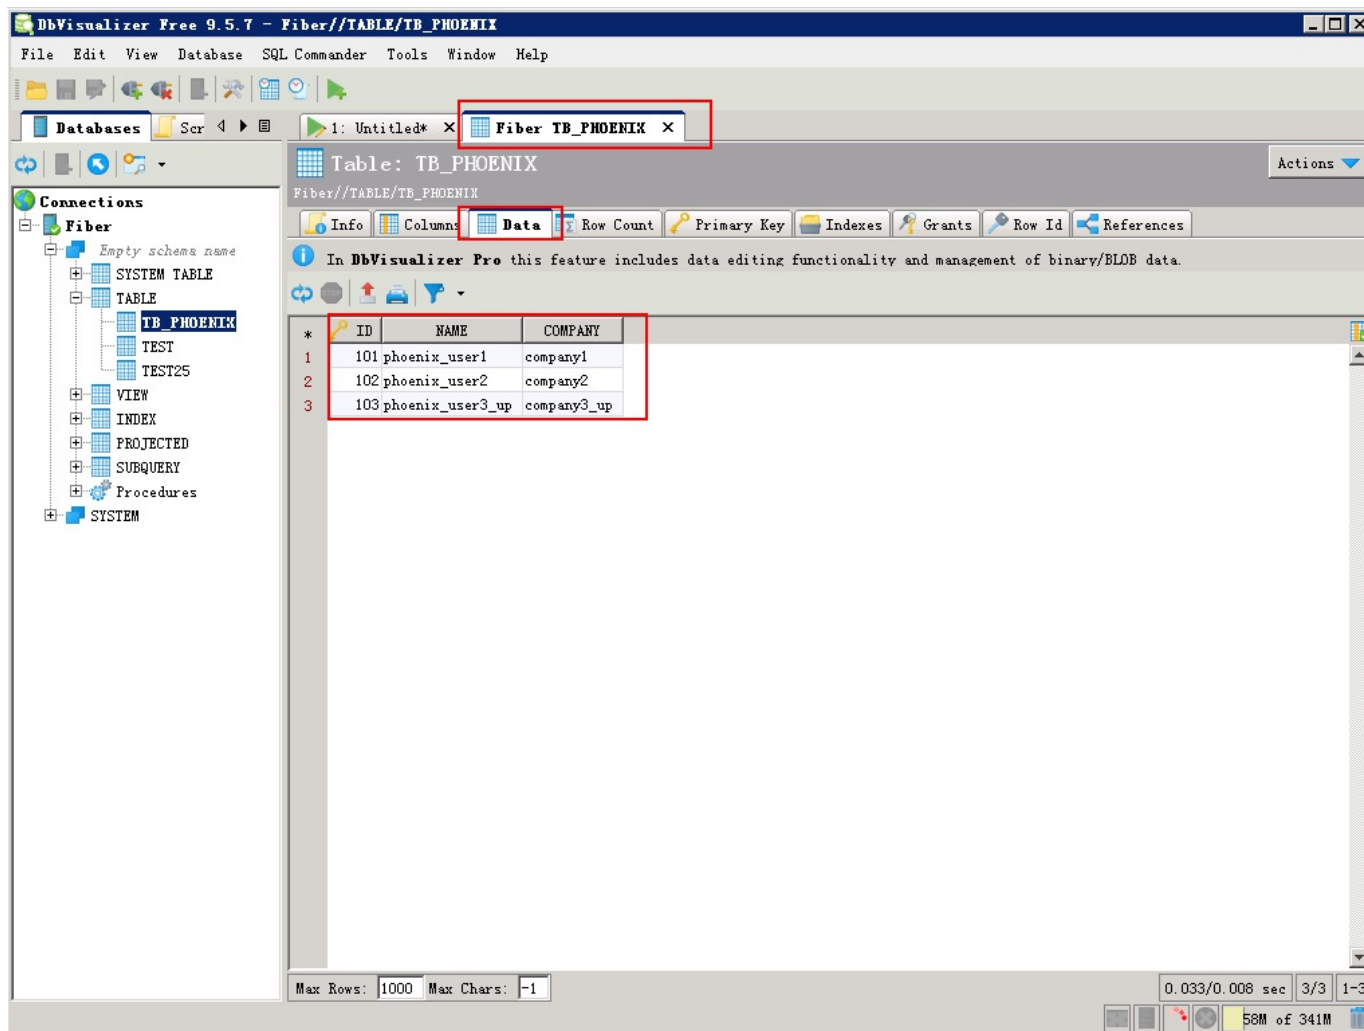 DbVisualizer Free 9.5.7 - Fiber//TABLE/TB_PHOENIX
File Edit View Database SQL Commander Tools Window Help
Databases Scr 1: Untitled* Fiber TB_PHOENIX
Table: TB_PHOENIX
Actions
Fiber//TABLE/TB_PHOENIX
Connections
Fiber
Empty schema name
SYSTEM TABLE
TABLE
TB_PHOENIX
TEST
TEST25
VIEW
INDEX
PROJECTED
SUBQUERY
Procedures
SYSTEM
Info Columns Data Row Count Primary Key Indexes Grants Row Id References
In DbVisualizer Pro this feature includes data editing functionality and management of binary/BLOB data.
* ID NAME COMPANY
1 101 phoenix_user1 company1
2 102 phoenix_user2 company2
3 103 phoenix_user3_up company3_up
Max Rows: 1000 Max Chars: -1
0.033/0.008 sec 3/3 1-3
58M of 341M